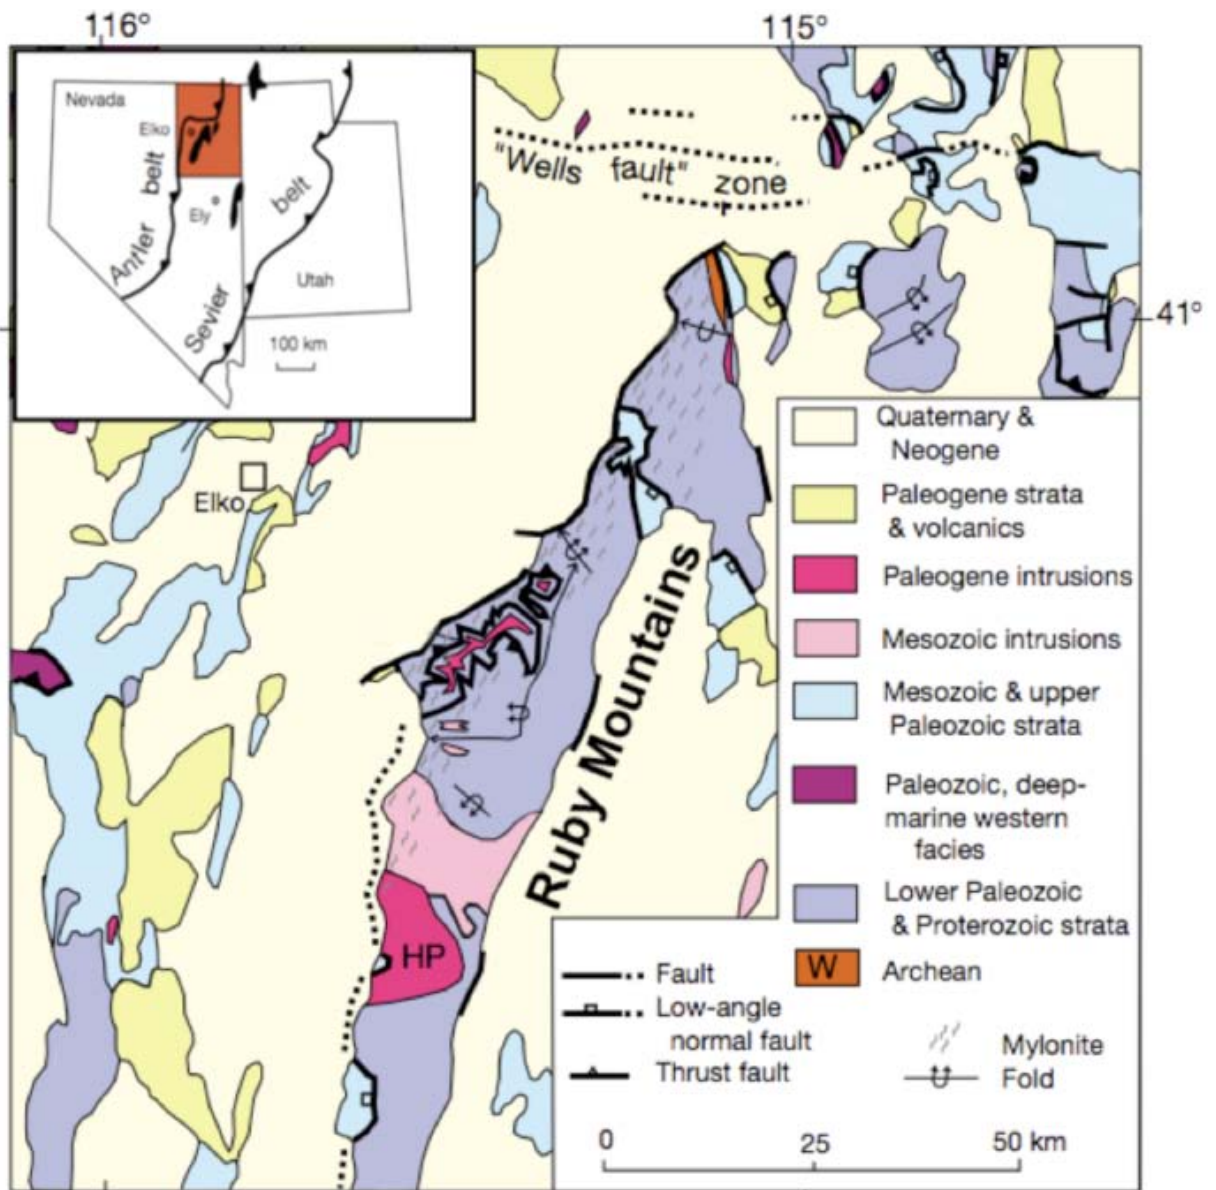 116°
115°
Nevada
Elko
Antler belt
Ely
Sevier belt
Utah
100 km
"Wells fault" zone
41°
Elko
Ruby Mountains
HP
Quaternary &
Neogene
Paleogene strata
& volcanics
Paleogene intrusions
Mesozoic intrusions
Mesozoic & upper
Paleozoic strata
Paleozoic, deep-
marine western
facies
Lower Paleozoic
& Proterozoic strata
W
Archean
Fault
Low-angle
normal fault
Thrust fault
Mylonite
Fold
0 25 50 km